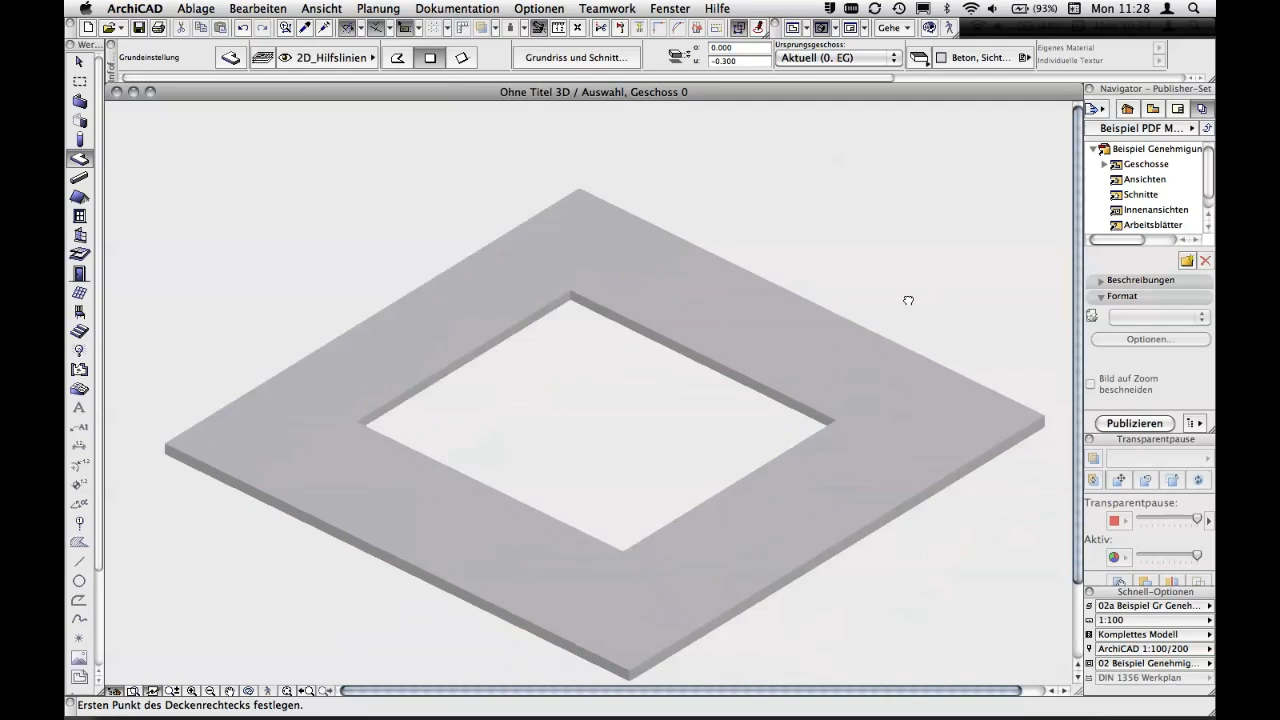 ArchiCAD Ablage Bearbeiten Ansicht Planung Dokumentation Optionen Teamwork Fenster Hilfe (93%) Mon 11:28
Gehe
Wer...
Grundeinstellung
2D_Hilfslinien
Grundriss und Schnitt...
o: 0.000
u: -0.300
Ursprungsgeschoss:
Aktuell (0. EG)
Beton, Sicht...
Eigenes Material
Individuelle Textur
Ohne Titel 3D / Auswahl, Geschoss 0
Navigator - Publisher-Set
Beispiel PDF M...
Beispiel Genehmigun
Geschosse
Ansichten
Schnitte
Innenansichten
Arbeitsblätter
Beschreibungen
Format
Optionen...
Bild auf Zoom
beschneiden
Publizieren
Transparentpause
Transparentpause:
Aktiv:
Schnell-Optionen
02a Beispiel Gr Geneh...
1:100
Komplettes Modell
ArchiCAD 1:100/200
02 Beispiel Genehmig...
DIN 1356 Werkplan
Ersten Punkt des Deckenrechtecks festlegen.